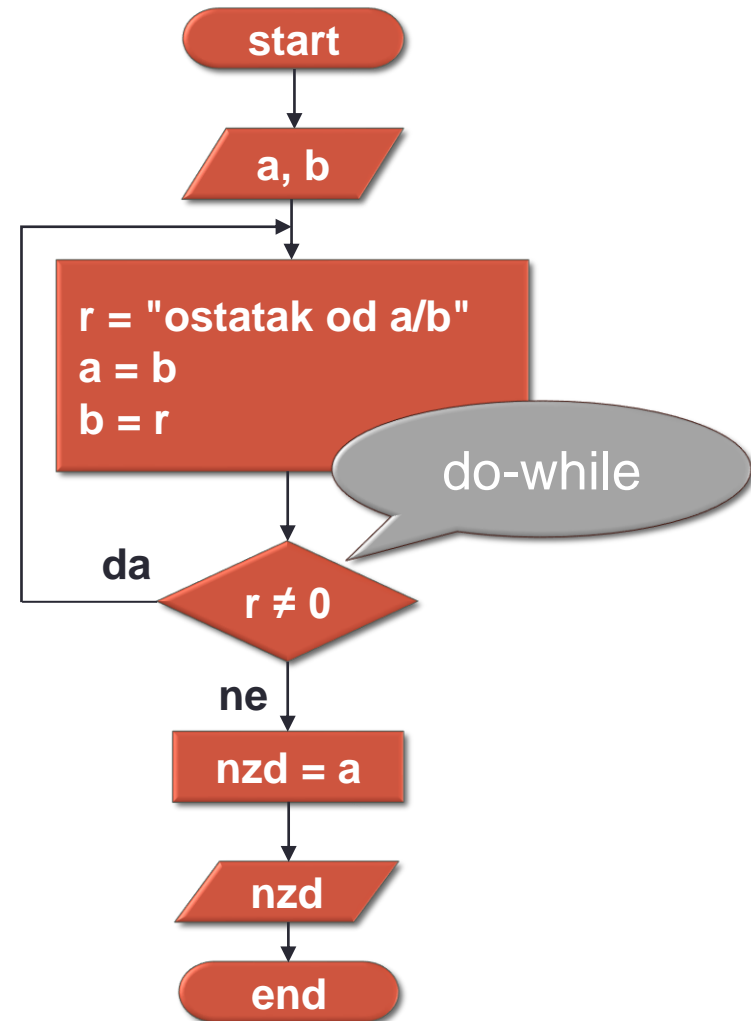 start
a, b
r = "ostatak od a/b"
a = b
b = r
do-while
da
r ≠ 0
ne
nzd = a
nzd
end